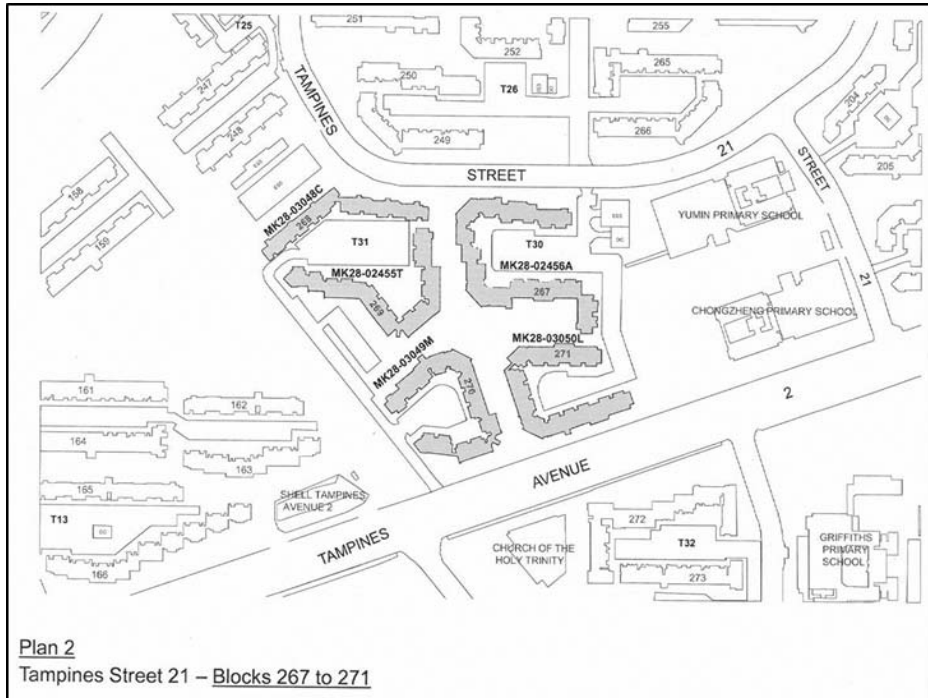 T25
251
255
252
247
250
T26
265
204
TAMPINES
248
249
266
21
STREET
205
STREET
158
MK28-03048C
268
YUMIN PRIMARY SCHOOL
T31
T30
159
MK28-02455T
MK28-02456A
267
21
269
CHONGZHENG PRIMARY SCHOOL
MK28-03050L
271
MK28-03049M
270
161
162
2
164
163
AVENUE
165
SHELL TAMPINES
AVENUE 2
T13
TAMPINES
272
CHURCH OF THE
HOLY TRINITY
T32
GRIFFITHS
PRIMARY
SCHOOL
166
273
Plan 2
Tampines Street 21 – Blocks 267 to 271